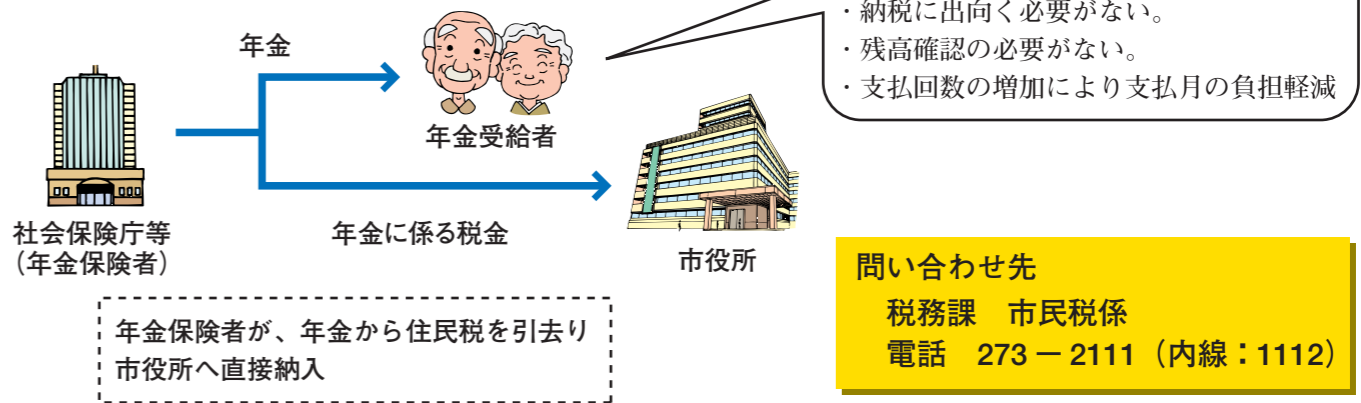 ・納税に出向く必要がない。
・残高確認の必要がない。
・支払回数の増加により支払月の負担軽減
年金
年金受給者
社会保険庁等
（年金保険者）
年金に係る税金
市役所
年金保険者が、年金から住民税を引去り
市役所へ直接納入
問い合わせ先
税務課　市民税係
電話　273－2111（内線：1112）